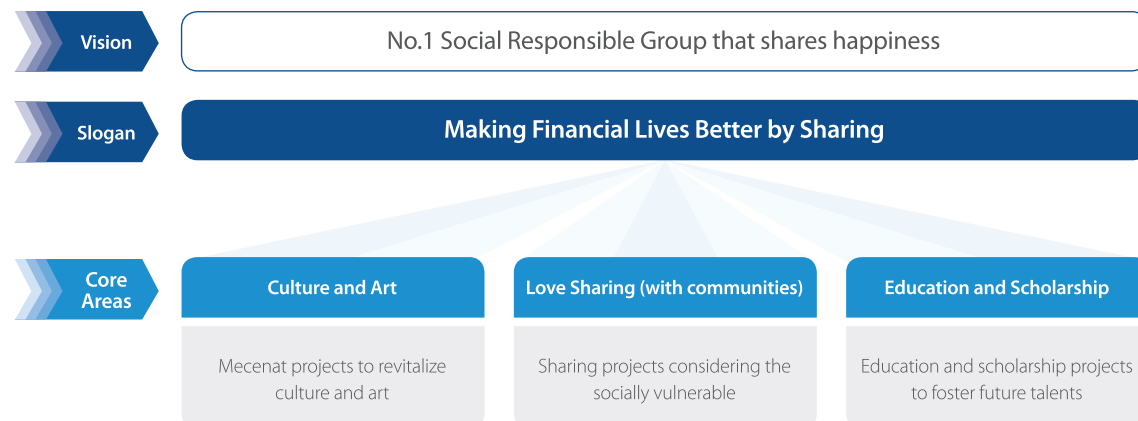 Vision
No.1 Social Responsible Group that shares happiness
Slogan
Making Financial Lives Better by Sharing
Core
Areas
Culture and Art
Love Sharing (with communities)
Education and Scholarship
Mecenat projects to revitalize
culture and art
Sharing projects considering the
socially vulnerable
Education and scholarship projects
to foster future talents